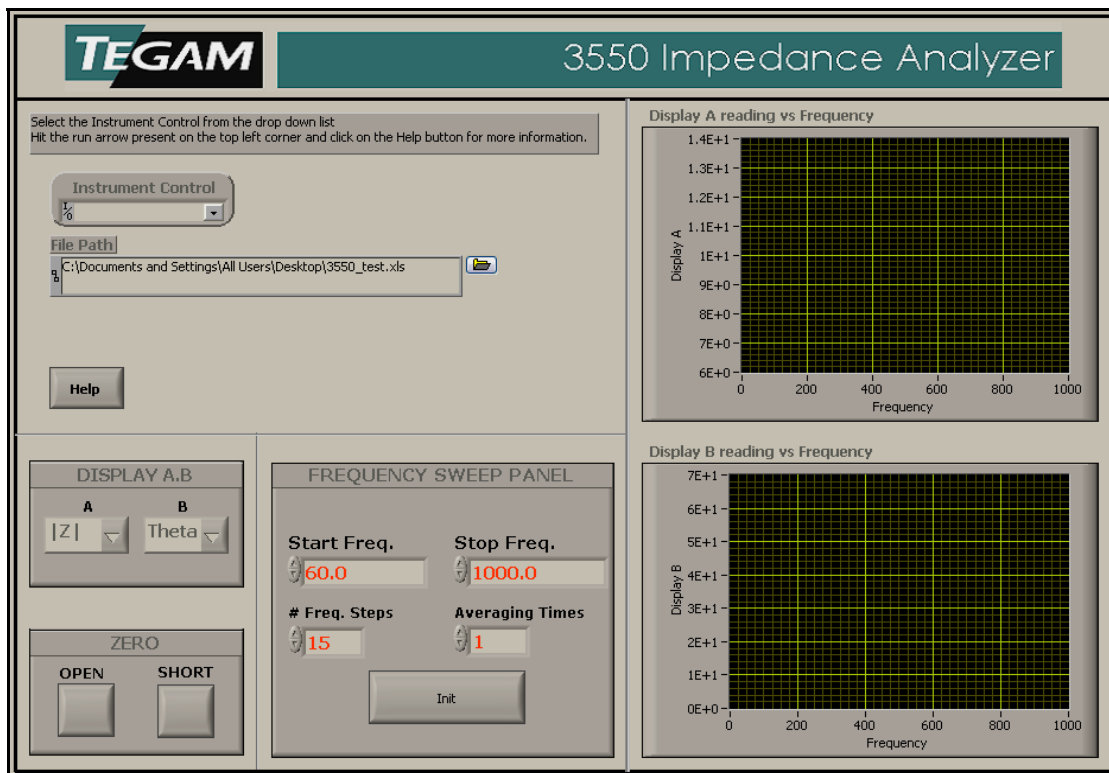 TEGAM
3550 Impedance Analyzer
Select the Instrument Control from the drop down list
Hit the run arrow present on the top left corner and click on the Help button for more information.
Instrument Control
I/O
File Path
C:\Documents and Settings\All Users\Desktop\3550_test.xls
Help
DISPLAY A.B
A B
|Z| Theta
ZERO
OPEN SHORT
FREQUENCY SWEEP PANEL
Start Freq. Stop Freq.
60.0 1000.0
# Freq. Steps Averaging Times
15 1
Init
Display A reading vs Frequency
1.4E+1
1.3E+1
1.2E+1
1.1E+1
1E+1
9E+0
8E+0
7E+0
6E+0
Display A
0 200 400 600 800 1000
Frequency
Display B reading vs Frequency
7E+1
6E+1
5E+1
4E+1
3E+1
2E+1
1E+1
0E+0
Display B
0 200 400 600 800 1000
Frequency